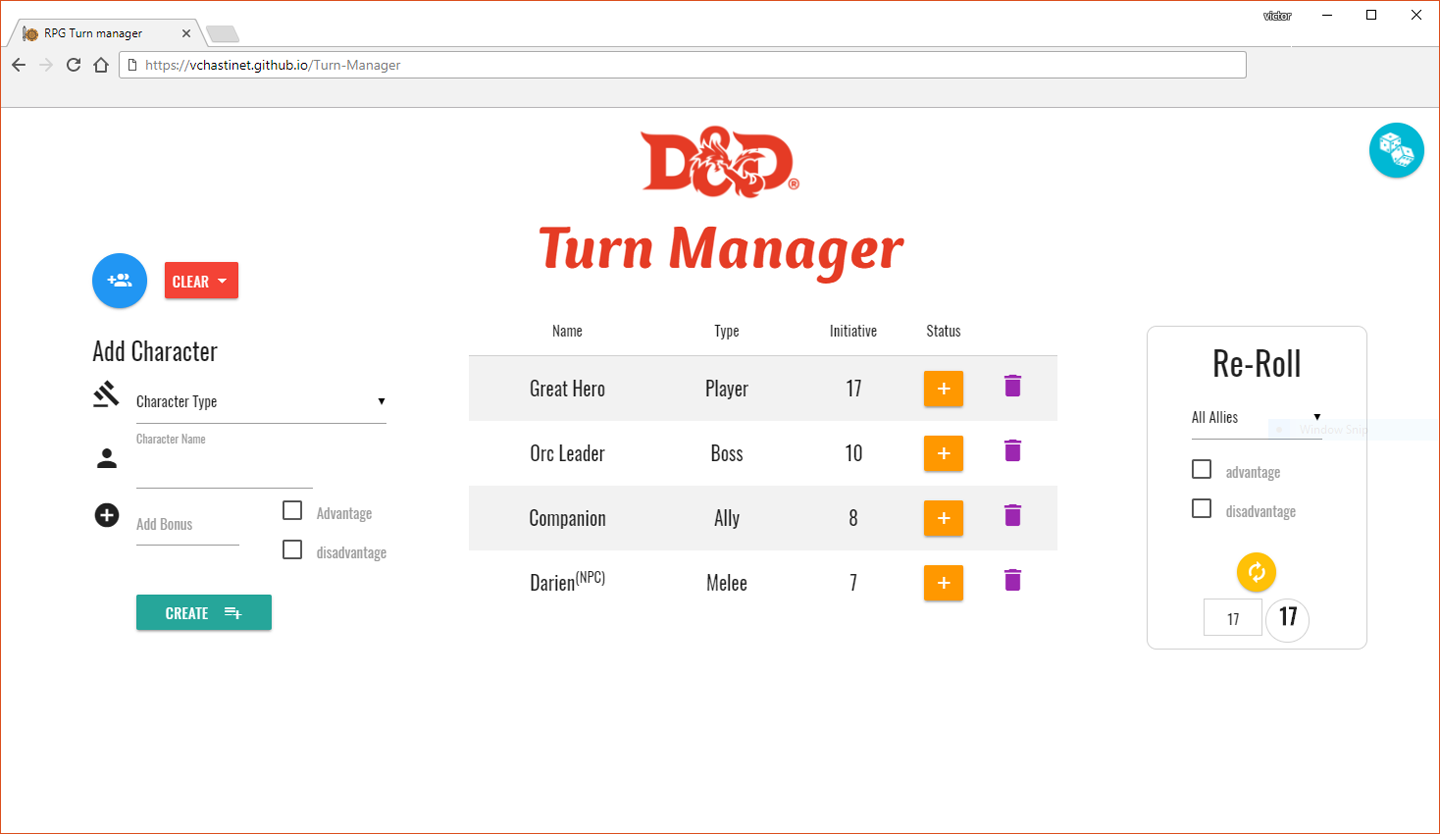 victor
RPG Turn manager
https://vchastinet.github.io/Turn-Manager
D&D®
Turn Manager
CLEAR
Add Character
Character Type
Character Name
Add Bonus
Advantage
disadvantage
CREATE
Name Type Initiative Status
Great Hero Player 17
Orc Leader Boss 10
Companion Ally 8
Darien(NPC) Melee 7
Re-Roll
All Allies
Window Snip
advantage
disadvantage
17 17